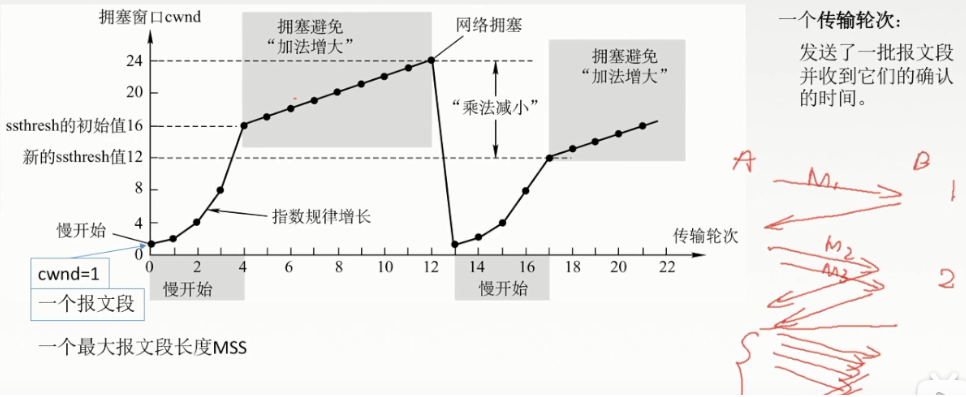 拥塞窗口cwnd
24
20
ssthresh的初始值16
新的ssthresh值12
8
4
0
慢开始
拥塞避免
“加法增大”
网络拥塞
“乘法减小”
拥塞避免
“加法增大”
指数规律增长
传输轮次
0 2 4 6 8 10 12 14 16 18 20 22
慢开始
慢开始
cwnd=1
一个报文段
一个最大报文段长度MSS
一个传输轮次：
发送了一批报文段
并收到它们的确认
的时间。
A B
M1 1
M2
M3 2